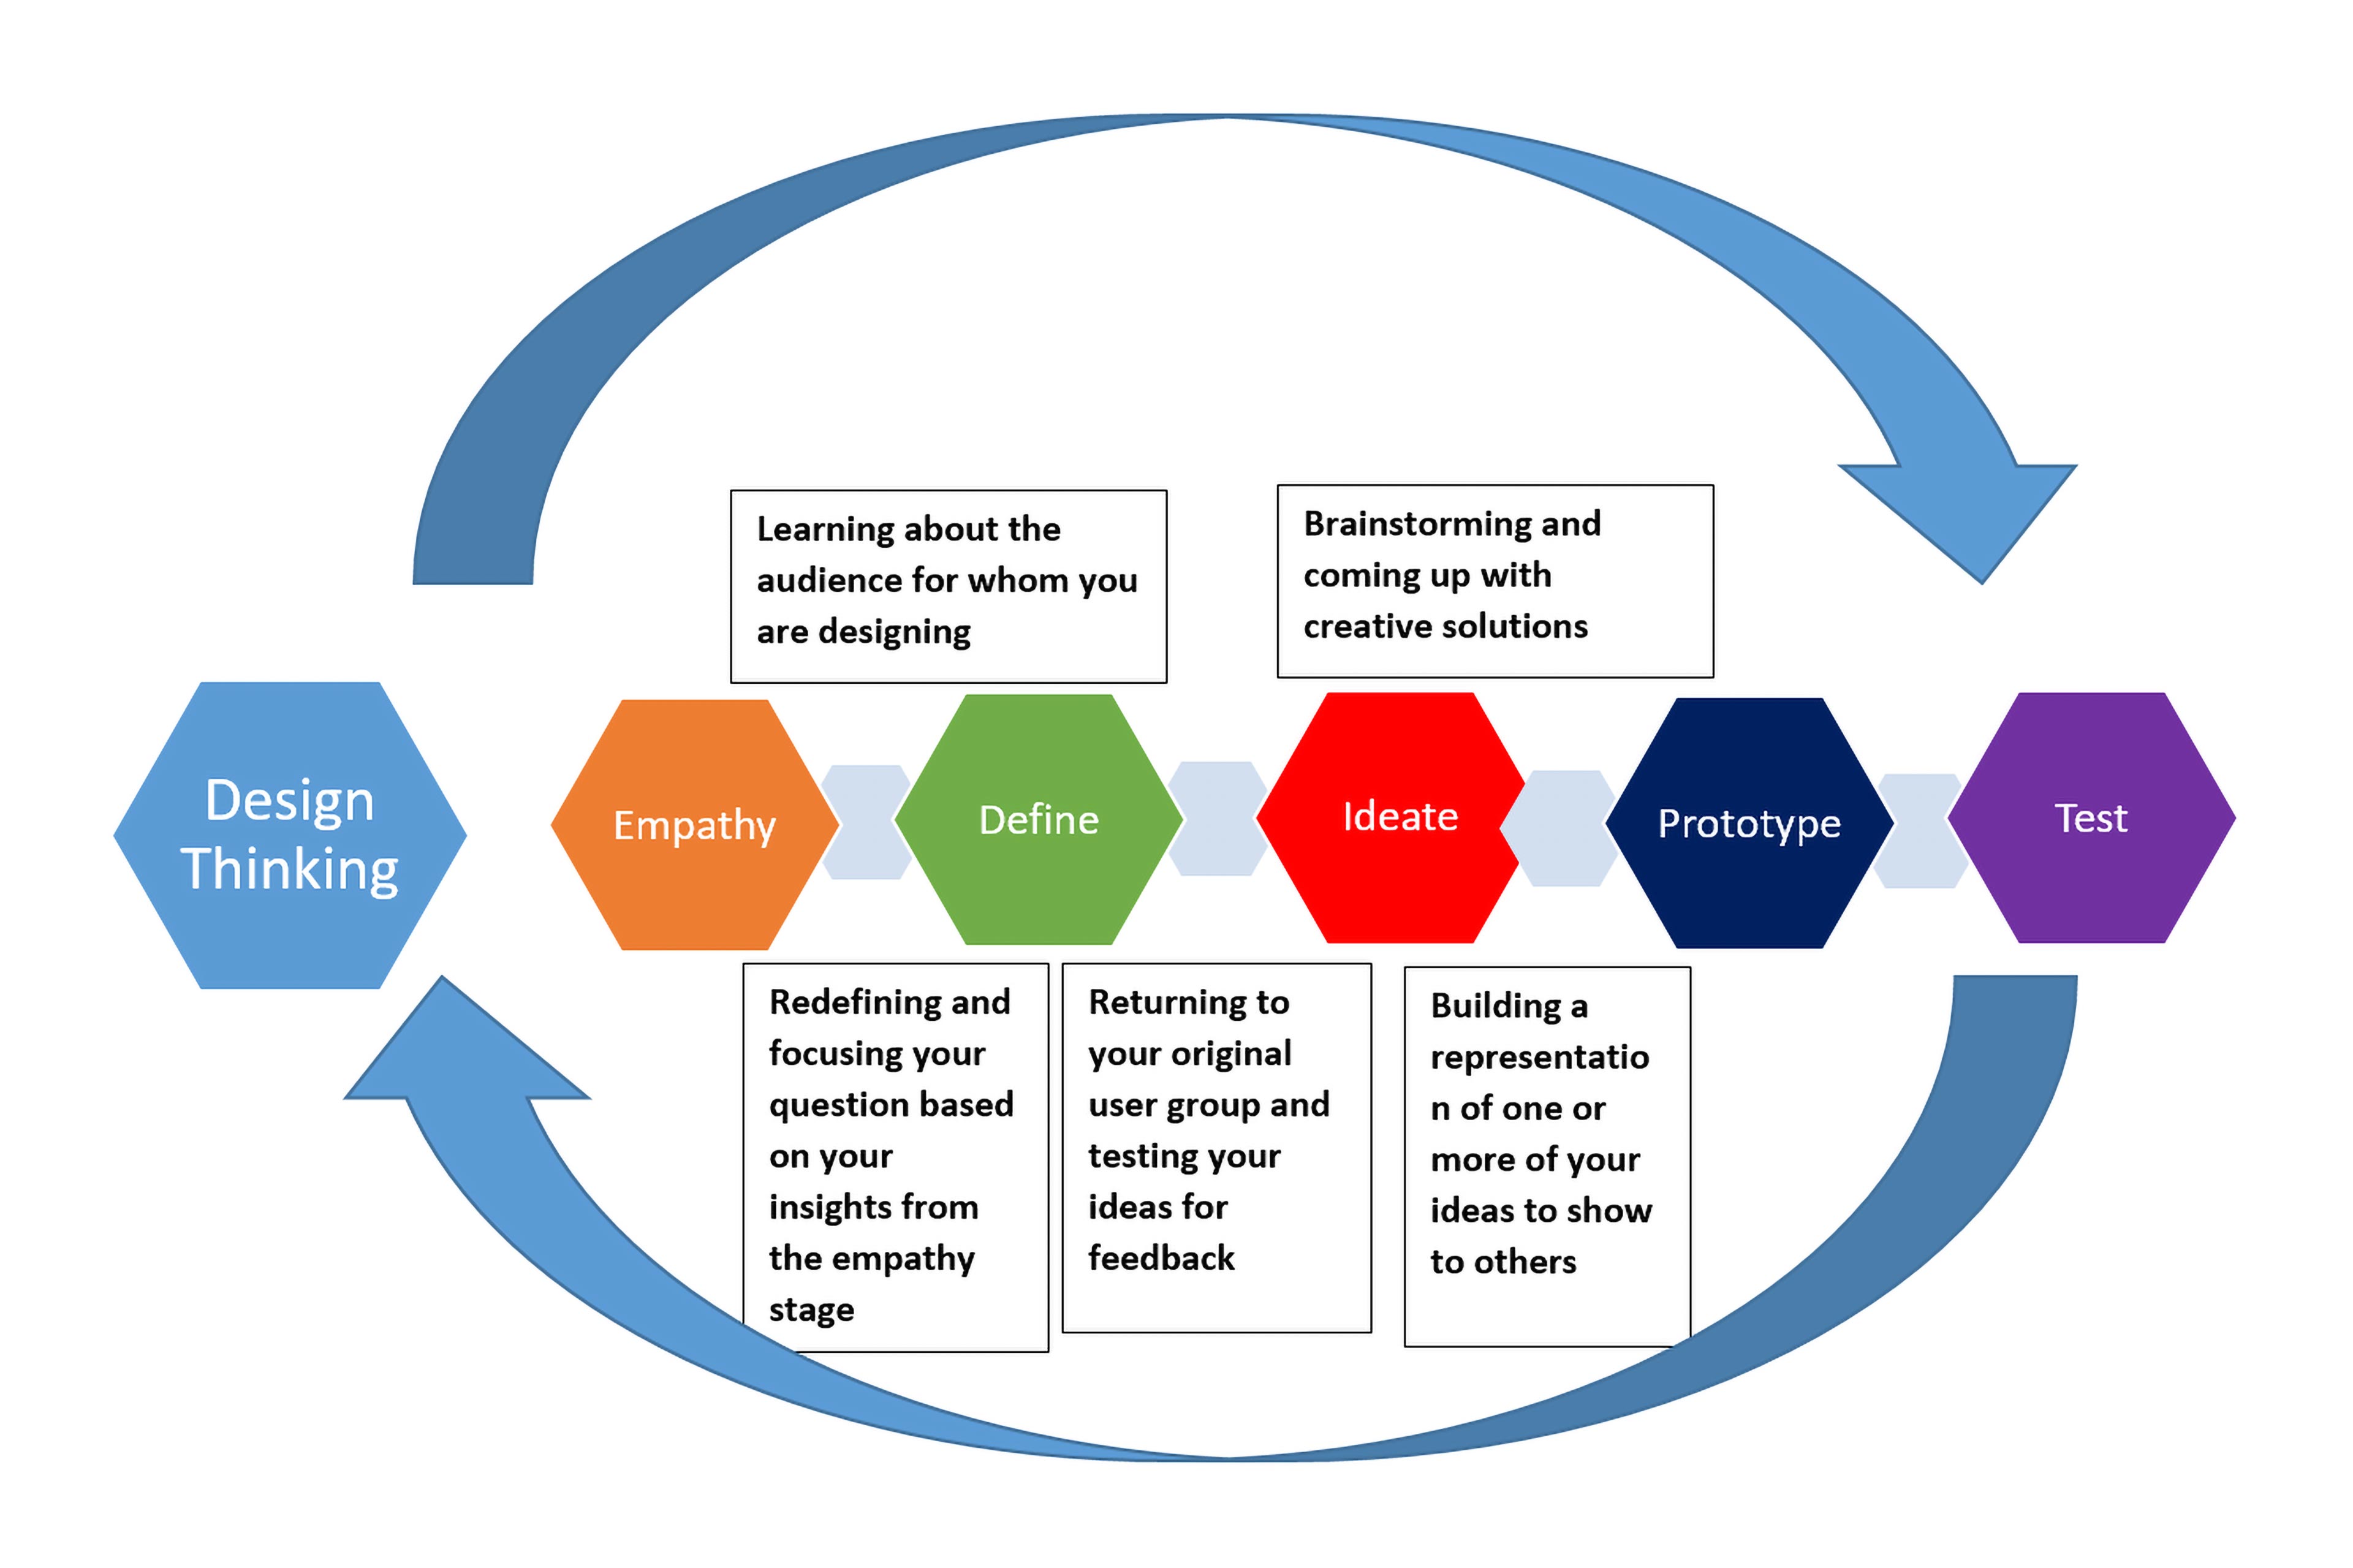 Learning about the
audience for whom you
are designing
Brainstorming and
coming up with
creative solutions
Design
Thinking
Empathy
Define
Ideate
Prototype
Test
Redefining and
focusing your
question based
on your
insights from
the empathy
stage
Returning to
your original
user group and
testing your
ideas for
feedback
Building a
representatio
n of one or
more of your
ideas to show
to others